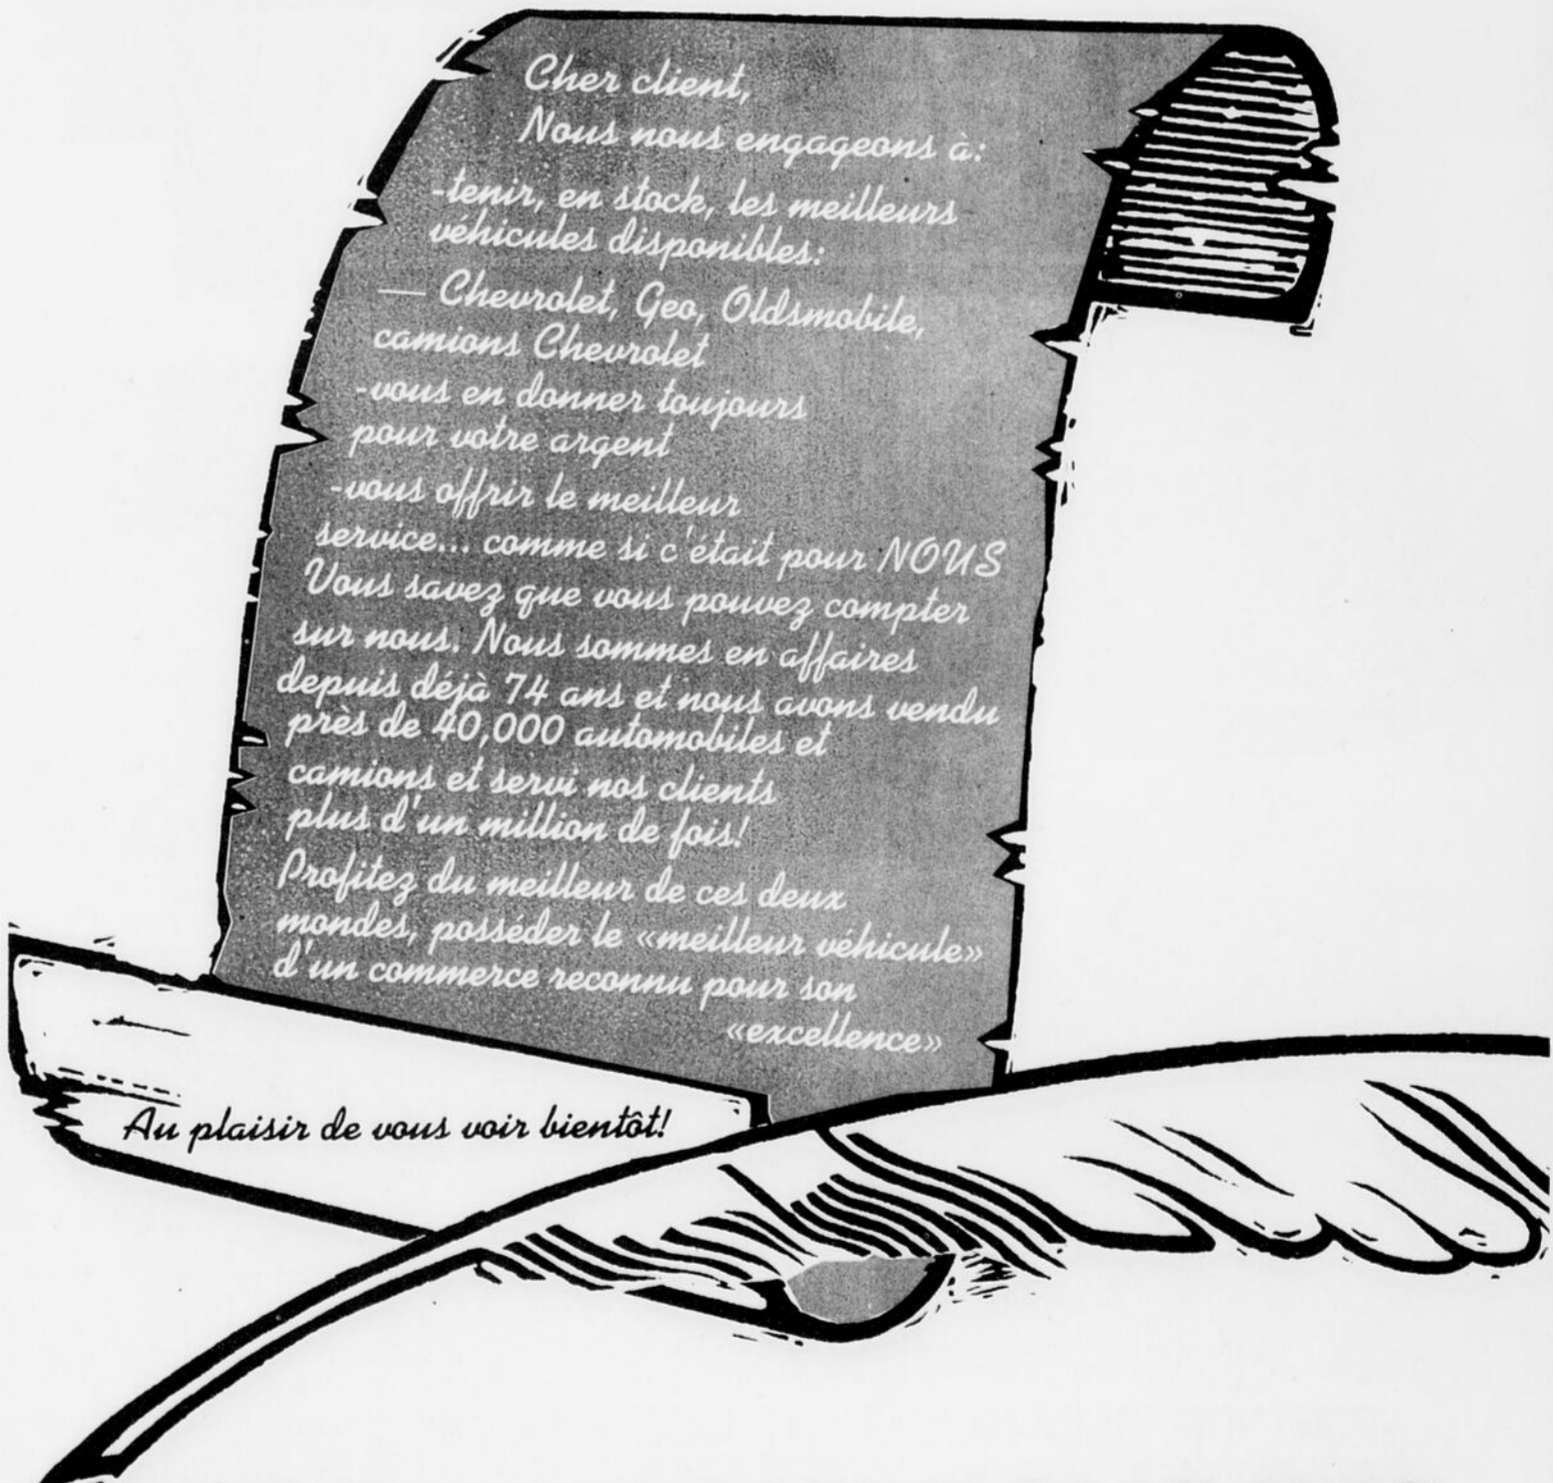 Cher client,
Nous nous engageons à:
-tenir, en stock, les meilleurs
véhicules disponibles:
— Chevrolet, Geo, Oldsmobile,
camions Chevrolet
-vous en donner toujours
pour votre argent
-vous offrir le meilleur
service... comme si c'était pour NOUS
Vous savez que vous pouvez compter
sur nous. Nous sommes en affaires
depuis déjà 74 ans et nous avons vendu
près de 40,000 automobiles et
camions et servi nos clients
plus d'un million de fois!
Profitez du meilleur de ces deux
mondes, posséder le «meilleur véhicule»
d'un commerce reconnu pour son
«excellence»
Au plaisir de vous voir bientôt!